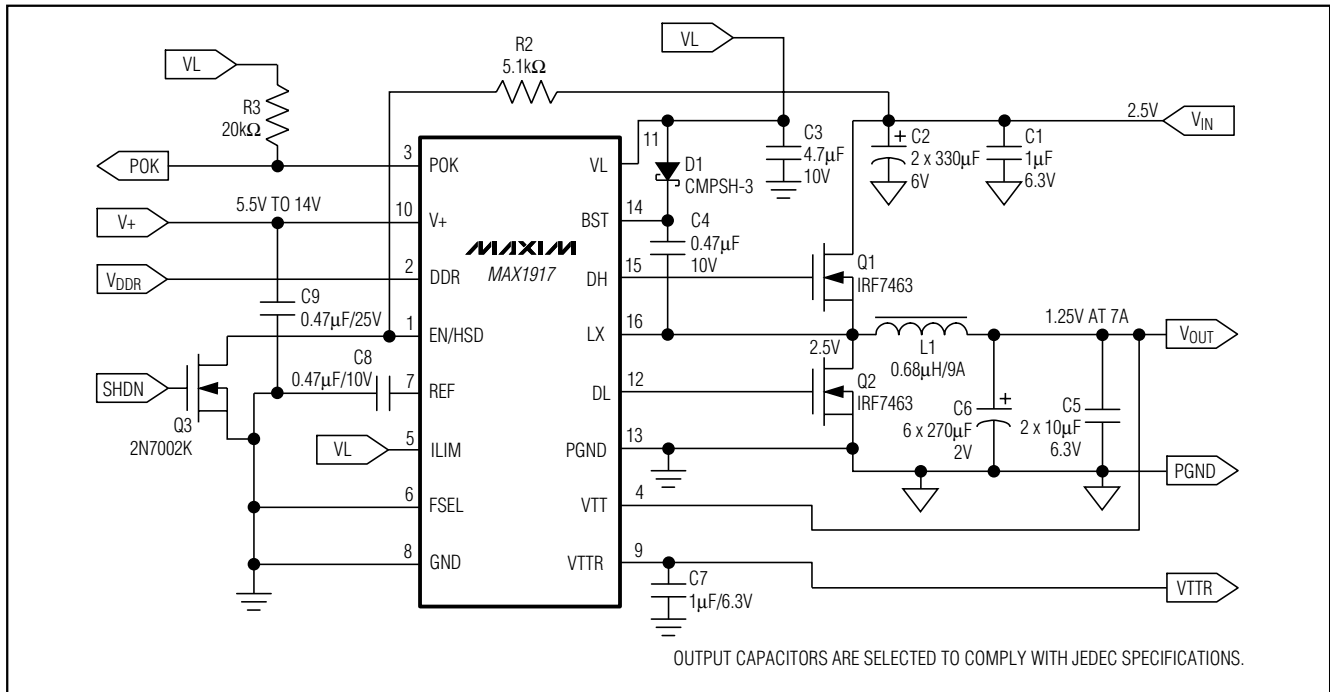 VL
R2
5.1kΩ
VL
R3
20kΩ
2.5V
VIN
11
3
POK
POK
VL
D1
CMPSH-3
C3
4.7µF
10V
+
C2
2 x 330µF
6V
C1
1µF
6.3V
V+
5.5V TO 14V
10
V+
BST
14
C4
0.47µF
10V
MAXIM
MAX1917
VDDR
2
DDR
DH
15
Q1
IRF7463
C9
0.47µF/25V
1
EN/HSD
LX
16
1.25V AT 7A
VOUT
2.5V
L1
0.68µH/9A
SHDN
Q3
2N7002K
C8
0.47µF/10V
7
REF
DL
12
Q2
IRF7463
+
C6
6 x 270µF
2V
C5
2 x 10µF
6.3V
VL
5
ILIM
PGND
13
PGND
6
FSEL
VTT
4
8
GND
VTTR
9
C7
1µF/6.3V
VTTR
OUTPUT CAPACITORS ARE SELECTED TO COMPLY WITH JEDEC SPECIFICATIONS.